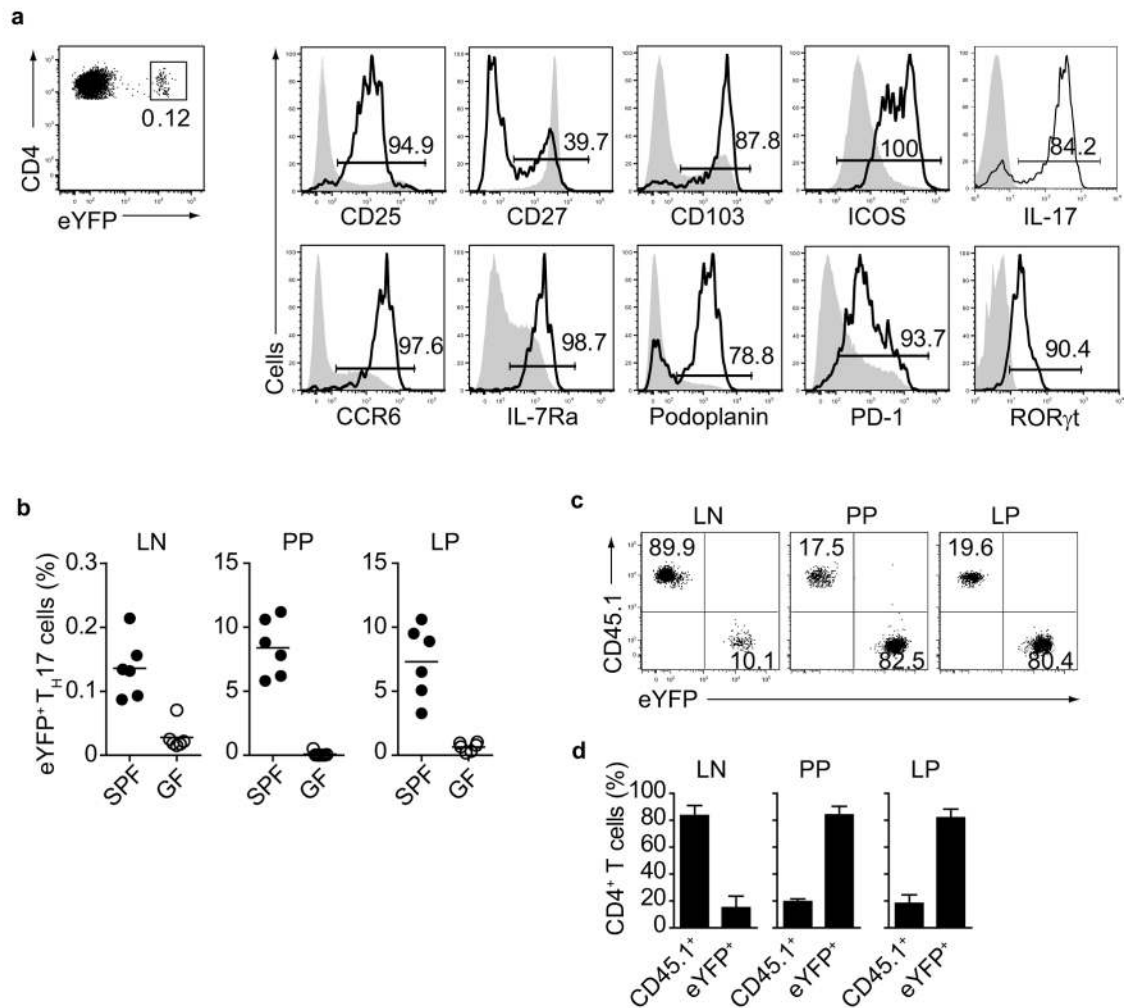 a
CD4
eYFP
0.12
Cells
94.9
CD25
39.7
CD27
87.8
CD103
100
ICOS
84.2
IL-17
97.6
CCR6
98.7
IL-7Ra
78.8
Podoplanin
93.7
PD-1
90.4
RORγt
b
eYFP⁺ T_H 17 cells (%)
LN
0.3
0.2
0.1
0
SPF
GF
PP
15
10
5
0
SPF
GF
LP
15
10
5
0
SPF
GF
c
LN
PP
LP
CD45.1
89.9
10.1
17.5
82.5
19.6
80.4
eYFP
d
LN
PP
LP
CD4⁺ T cells (%)
100
80
60
40
20
0
CD45.1⁺
eYFP⁺
CD45.1⁺
eYFP⁺
CD45.1⁺
eYFP⁺